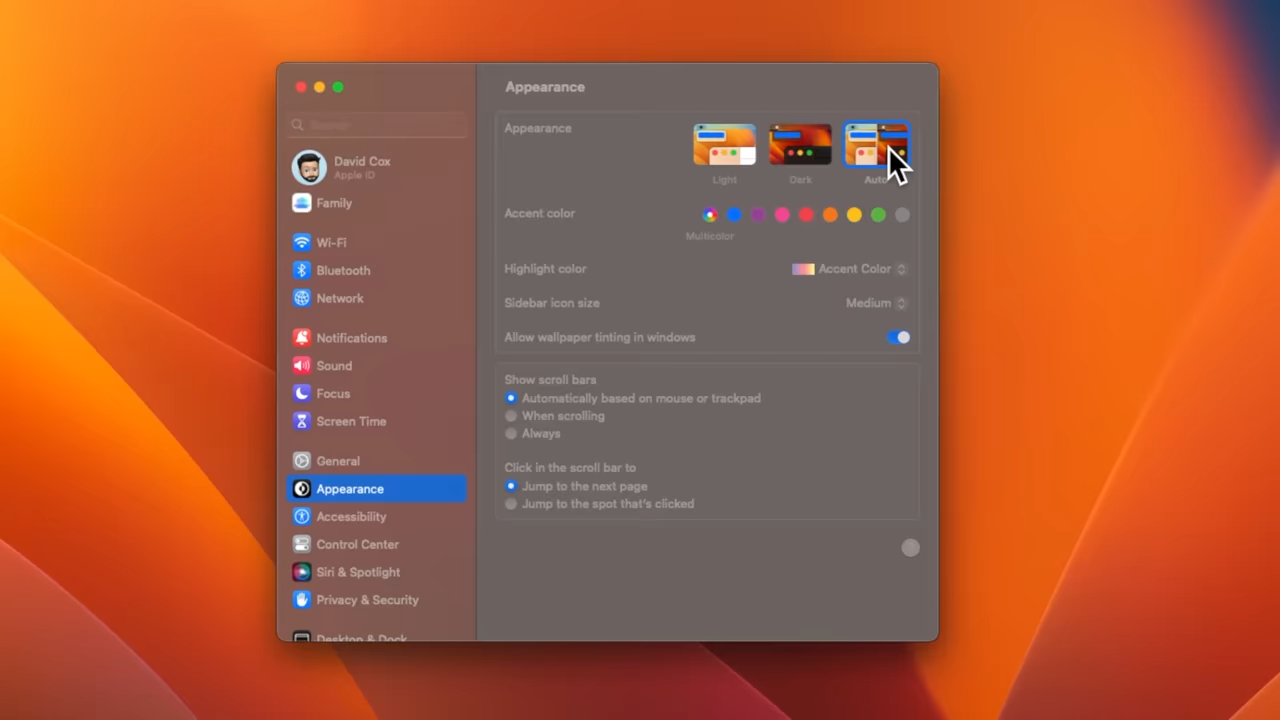 Appearance
Search
David Cox
Apple ID
Family
Wi-Fi
Bluetooth
Network
Notifications
Sound
Focus
Screen Time
General
Appearance
Accessibility
Control Center
Siri & Spotlight
Privacy & Security
Desktop & Dock
Appearance
Light
Dark
Auto
Accent color
Multicolor
Highlight color
Accent Color
Sidebar icon size
Medium
Allow wallpaper tinting in windows
Show scroll bars
Automatically based on mouse or trackpad
When scrolling
Always
Click in the scroll bar to
Jump to the next page
Jump to the spot that's clicked